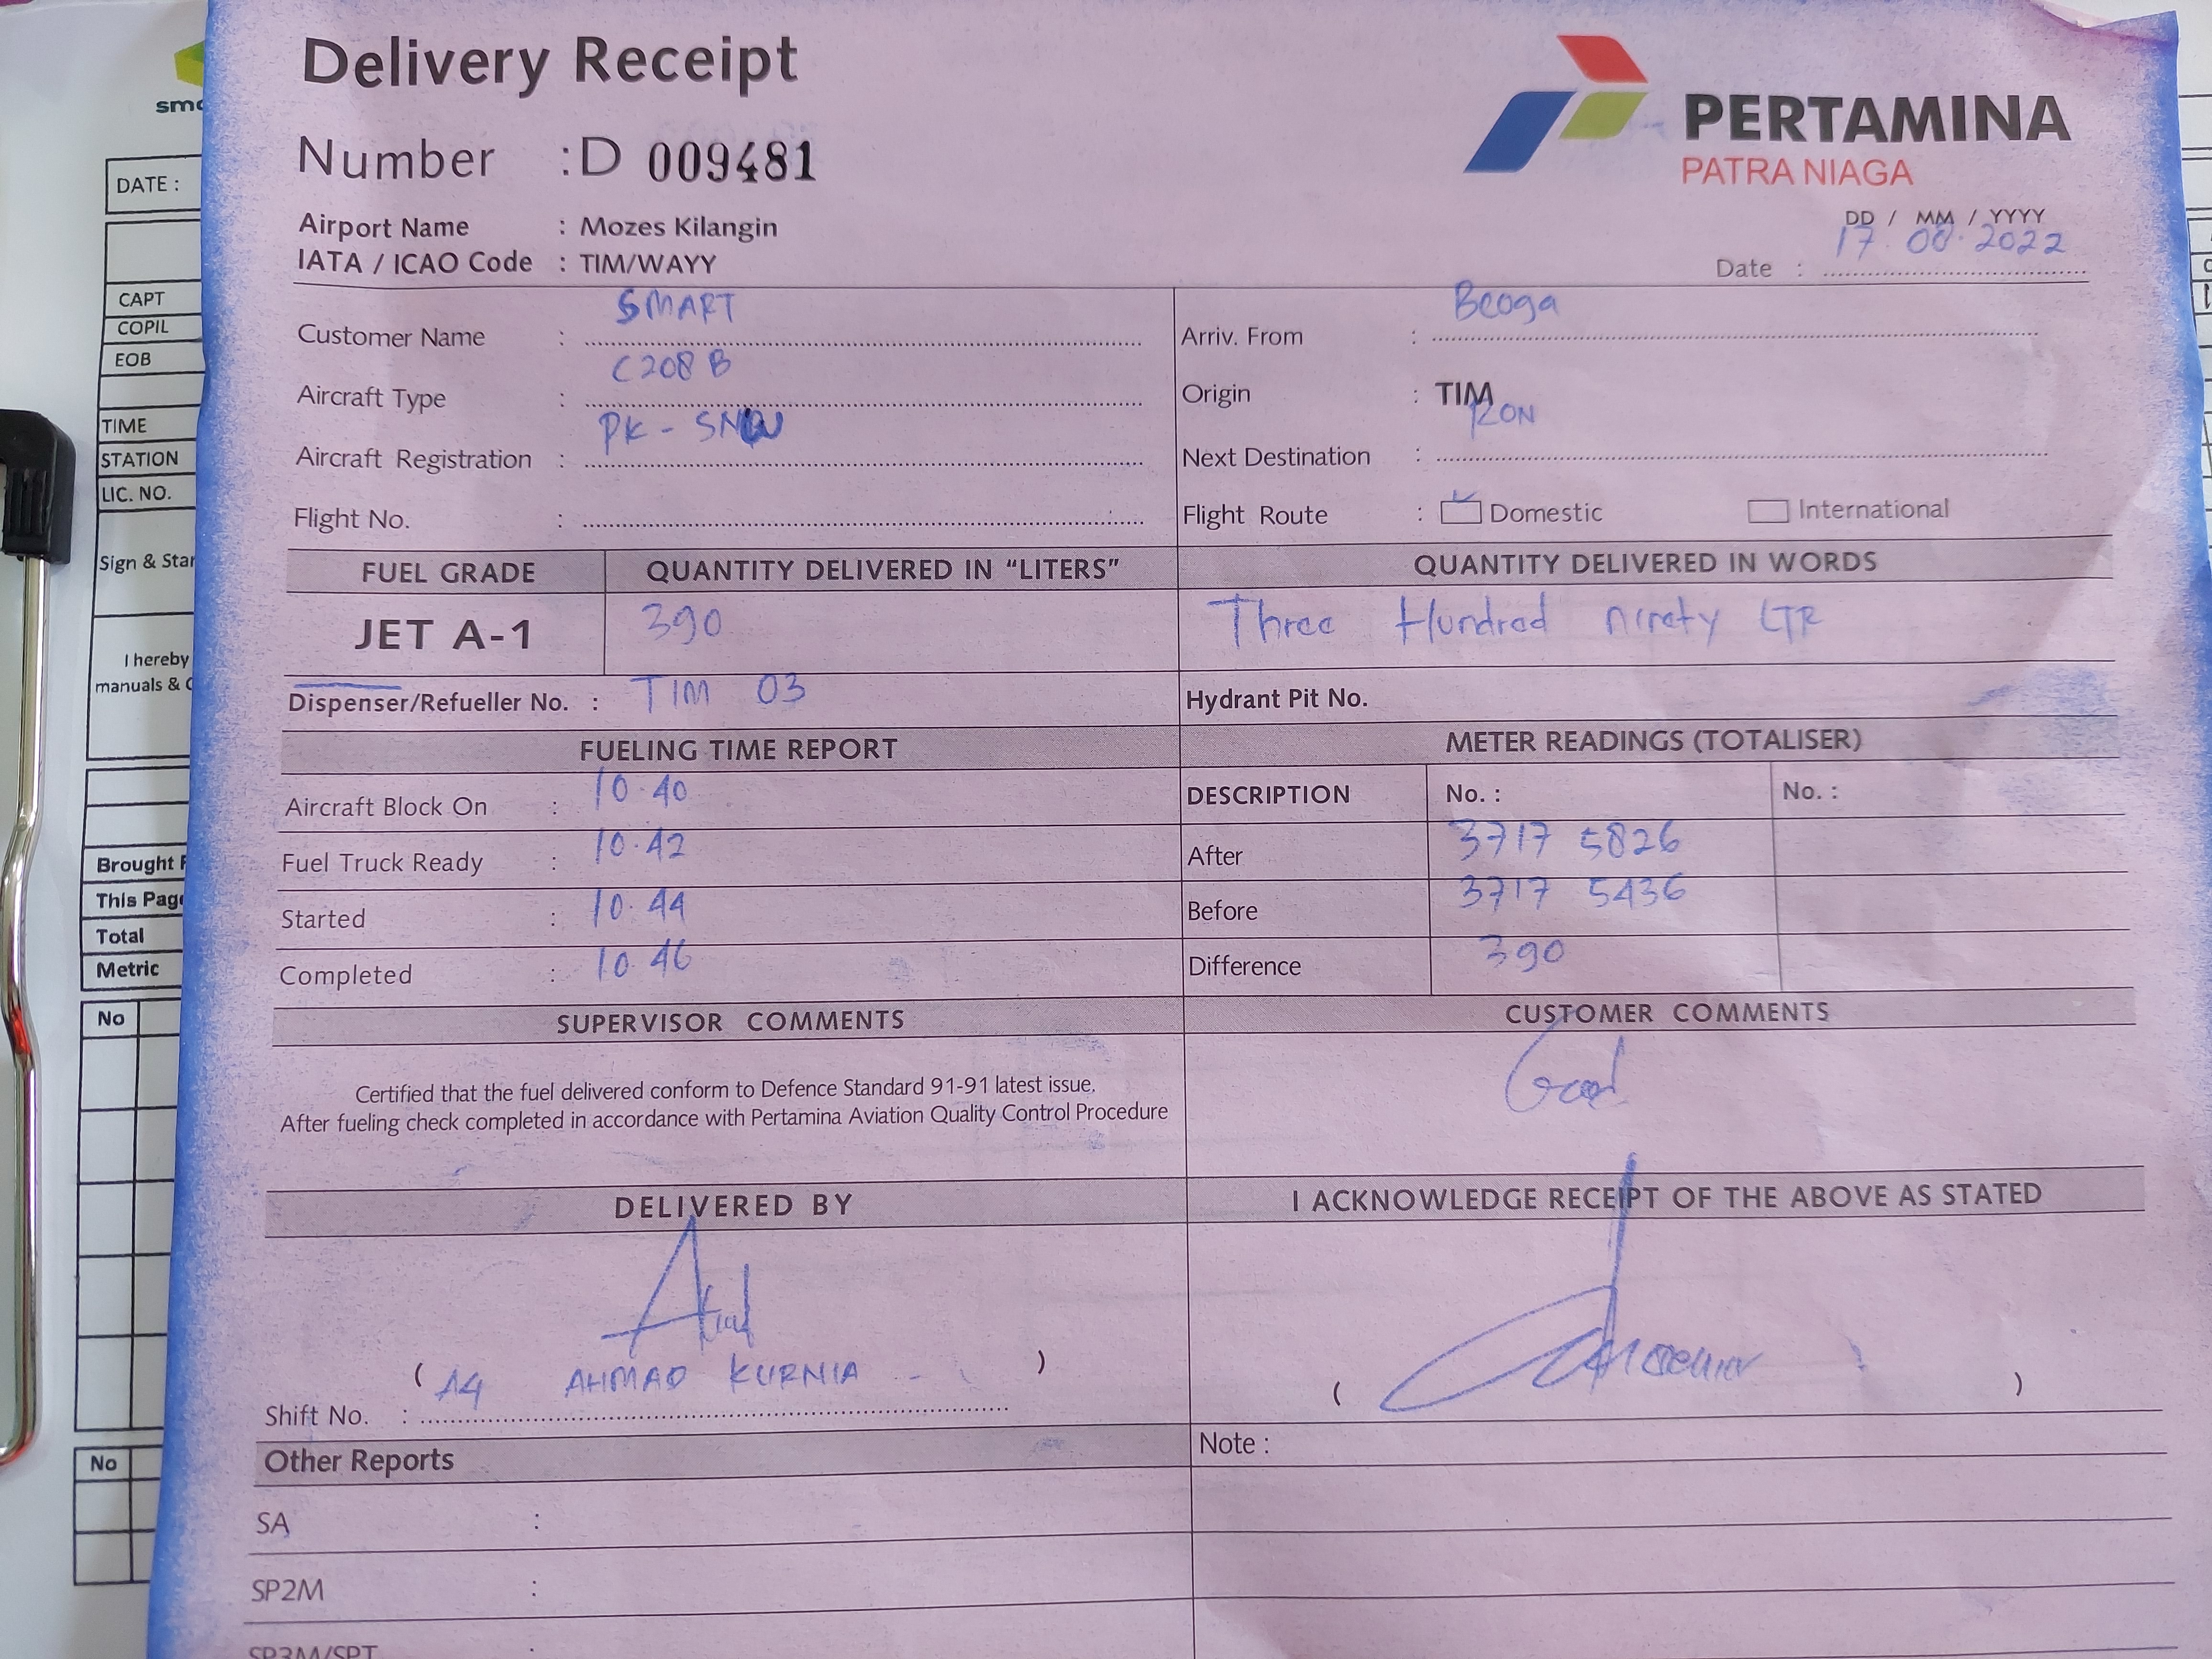 Delivery Receipt
PERTAMINA
PATRA NIAGA
Number : D 009481
Airport Name : Mozes Kilangin
IATA / ICAO Code : TIM/WAYY
DD / MM / YYYY
Date : 17 08 2022
Customer Name : SMART
Arriv. From : Beoga
Aircraft Type : C208 B
Origin : TIM
Aircraft Registration : PK - SNW
Next Destination : RON
Flight No. :
Flight Route : Domestic International
FUEL GRADE QUANTITY DELIVERED IN “LITERS” QUANTITY DELIVERED IN WORDS
JET A-1 390 Three Hundred ninety LTR
Dispenser/Refueller No. : TIM 03 Hydrant Pit No.
FUELING TIME REPORT METER READINGS (TOTALISER)
Aircraft Block On : 10.40 DESCRIPTION No. : No. :
Fuel Truck Ready : 10.42 After 3717 5826
Started : 10.44 Before 3717 5436
Completed : 10.46 Difference 390
SUPERVISOR COMMENTS CUSTOMER COMMENTS
Certified that the fuel delivered conform to Defence Standard 91-91 latest issue.
After fueling check completed in accordance with Pertamina Aviation Quality Control Procedure
Good
DELIVERED BY I ACKNOWLEDGE RECEIPT OF THE ABOVE AS STATED
( A4 AHMAD KURNIA ) ( )
Shift No. :
Other Reports Note :
SA :
SP2M :
SP3M/SPT :
DATE :
CAPT
COPIL
EOB
TIME
STATION
LIC. NO.
Sign &
I hereby
manuals &
Brought
This
Total
Metric
No
No